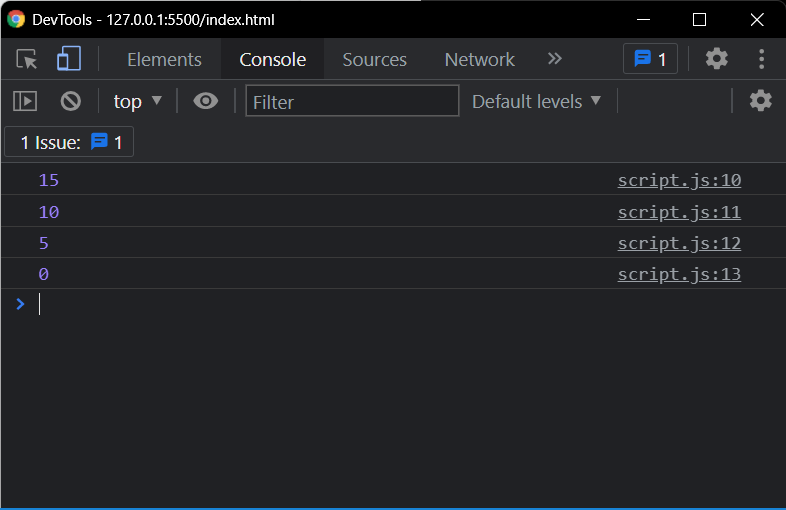 DevTools - 127.0.0.1:5500/index.html
Elements Console Sources Network 1
top Filter Default levels
1 Issue: 1
15 script.js:10
10 script.js:11
5 script.js:12
0 script.js:13